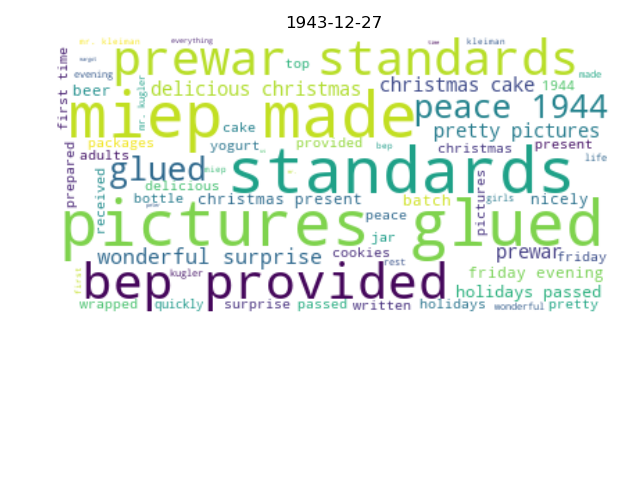 1943-12-27
mr. kleiman everything time kleiman
prewar standards
first time margot top made
evening
beer mr. kugler delicious christmas christmas cake 1944
miep made peace 1944
cake pretty pictures
packages yogurt provided bep christmas present
prepared adults glued miep standards life
received delicious
bottle christmas present batch pictures girls nicely
pictures glued peace
jar
wonderful surprise cookies prewar friday
first bep provided kugler rest friday evening
holidays passed
wrapped quickly surprise passed written holidays wonderful pretty